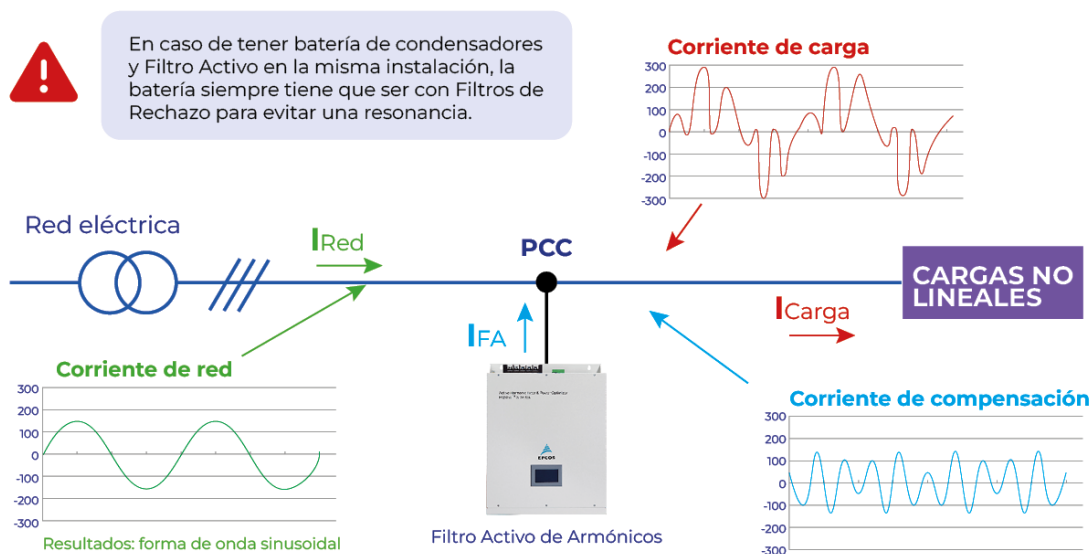 En caso de tener batería de condensadores
y Filtro Activo en la misma instalación, la
batería siempre tiene que ser con Filtros de
Rechazo para evitar una resonancia.
Corriente de carga
300
200
100
0
-100
-200
-300
Red eléctrica
IRed
PCC
CARGAS NO
LINEALES
ICarga
IFA
Corriente de red
300
200
100
0
-100
-200
-300
Resultados: forma de onda sinusoidal
EPCOS
Filtro Activo de Armónicos
Corriente de compensación
300
200
100
0
-100
-200
-300